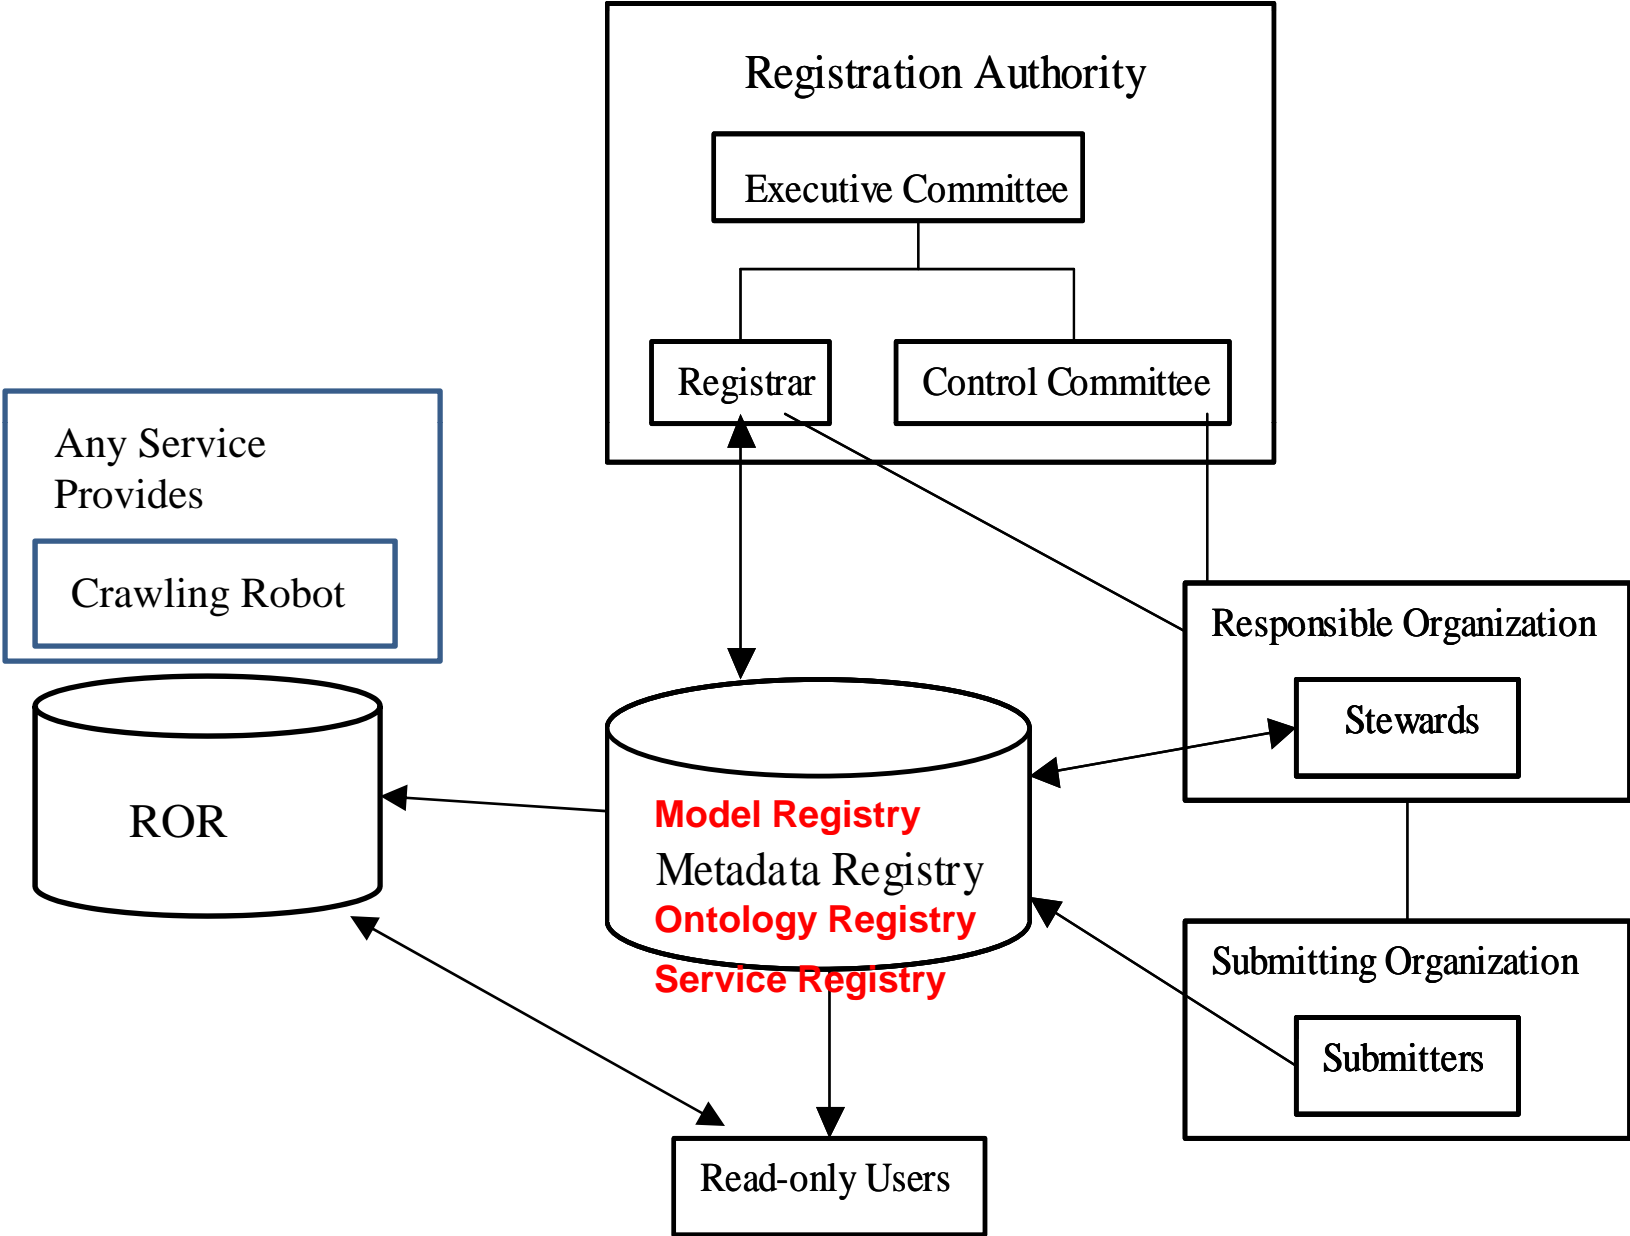 Registration Authority
Executive Committee
Registrar
Control Committee
Any Service
Provides
Crawling Robot
Responsible Organization
Stewards
ROR
Model Registry
Metadata Registry
Ontology Registry
Service Registry
Submitting Organization
Submitters
Read-only Users